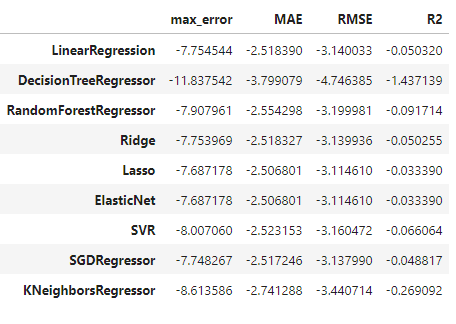 max_error MAE RMSE R2
LinearRegression -7.754544 -2.518390 -3.140033 -0.050320
DecisionTreeRegressor -11.837542 -3.799079 -4.746385 -1.437139
RandomForestRegressor -7.907961 -2.554298 -3.199981 -0.091714
Ridge -7.753969 -2.518327 -3.139936 -0.050255
Lasso -7.687178 -2.506801 -3.114610 -0.033390
ElasticNet -7.687178 -2.506801 -3.114610 -0.033390
SVR -8.007060 -2.523153 -3.160472 -0.066064
SGDRegressor -7.748267 -2.517246 -3.137990 -0.048817
KNeighborsRegressor -8.613586 -2.741288 -3.440714 -0.269092